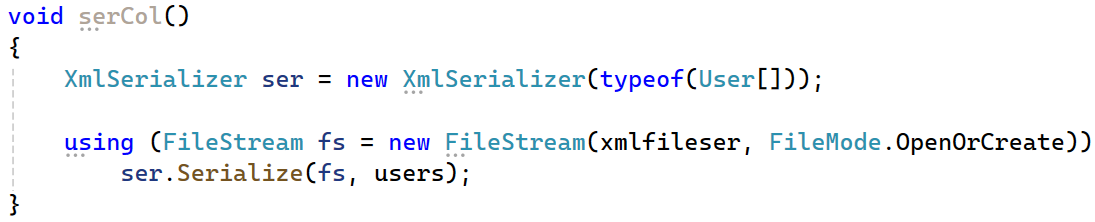 void serCol()
{
    XmlSerializer ser = new XmlSerializer(typeof(User[]));

    using (FileStream fs = new FileStream(xmlfileser, FileMode.OpenOrCreate))
        ser.Serialize(fs, users);
}